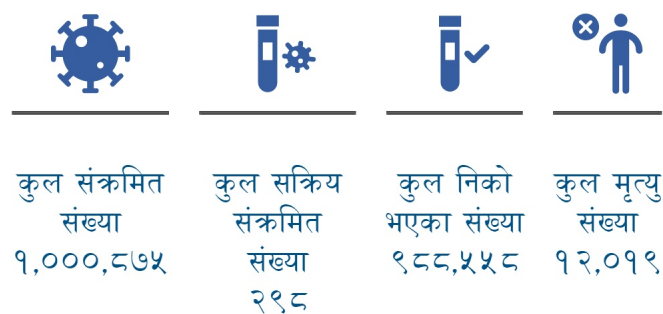 कुल संक्रमित
संख्या
१,०००,८७५
कुल सक्रिय
संक्रमित
संख्या
२९८
कुल निको
भएका संख्या
९८८,५५८
कुल मृत्यु
संख्या
१२,०१९